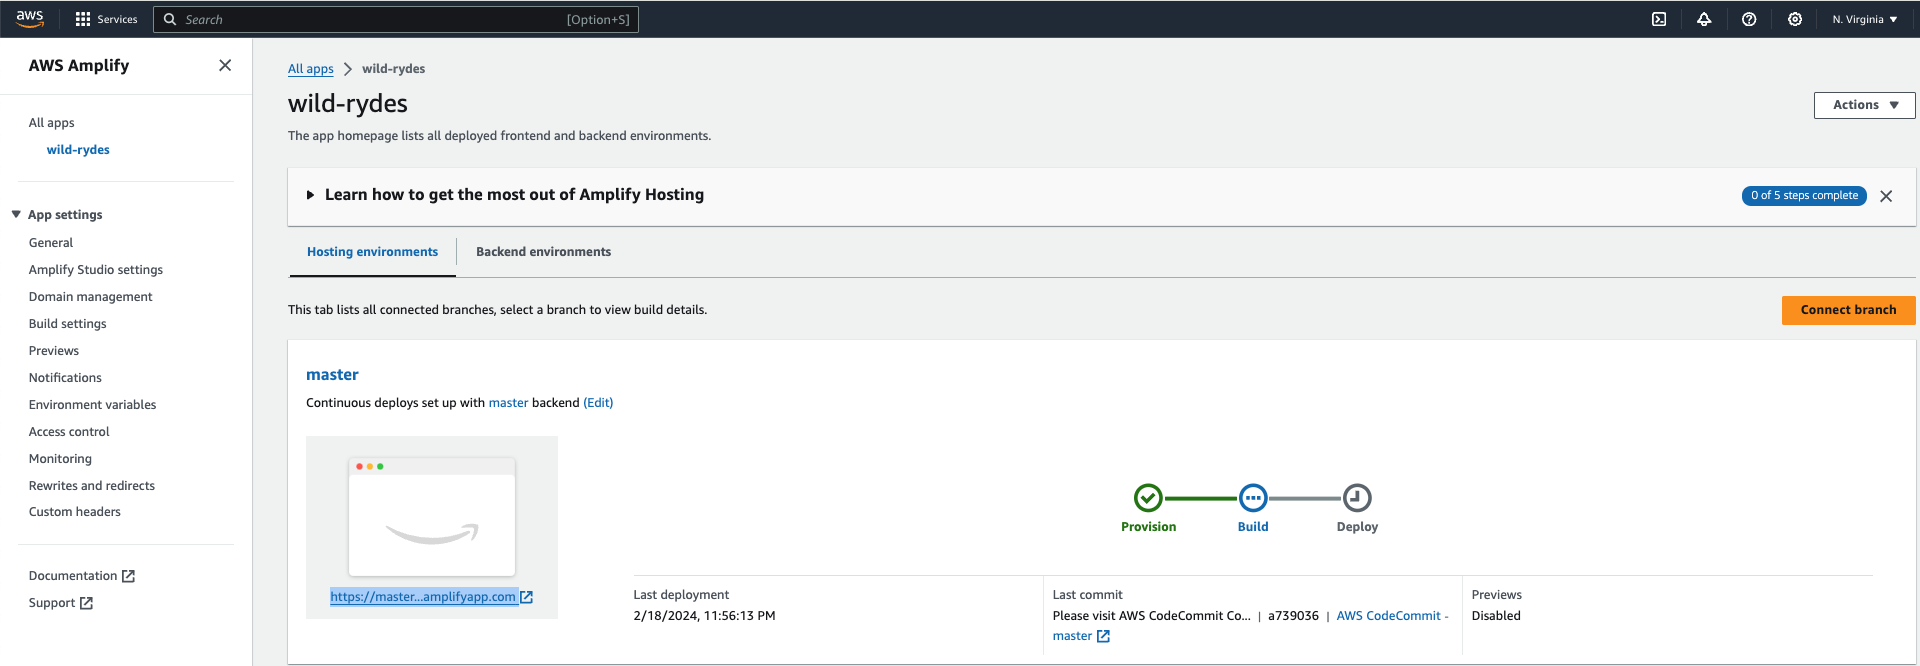 aws Services Search [Option+S] N. Virginia
AWS Amplify
All apps
wild-rydes
App settings
General
Amplify Studio settings
Domain management
Build settings
Previews
Notifications
Environment variables
Access control
Monitoring
Rewrites and redirects
Custom headers
Documentation
Support
All apps wild-rydes
wild-rydes
Actions
The app homepage lists all deployed frontend and backend environments.
Learn how to get the most out of Amplify Hosting
0 of 5 steps complete
Hosting environments Backend environments
This tab lists all connected branches, select a branch to view build details.
Connect branch
master
Continuous deploys set up with master backend (Edit)
https://master...amplifyapp.com
Provision Build Deploy
Last deployment
2/18/2024, 11:56:13 PM
Last commit
Please visit AWS CodeCommit Co... | a739036 | AWS CodeCommit -
master
Previews
Disabled